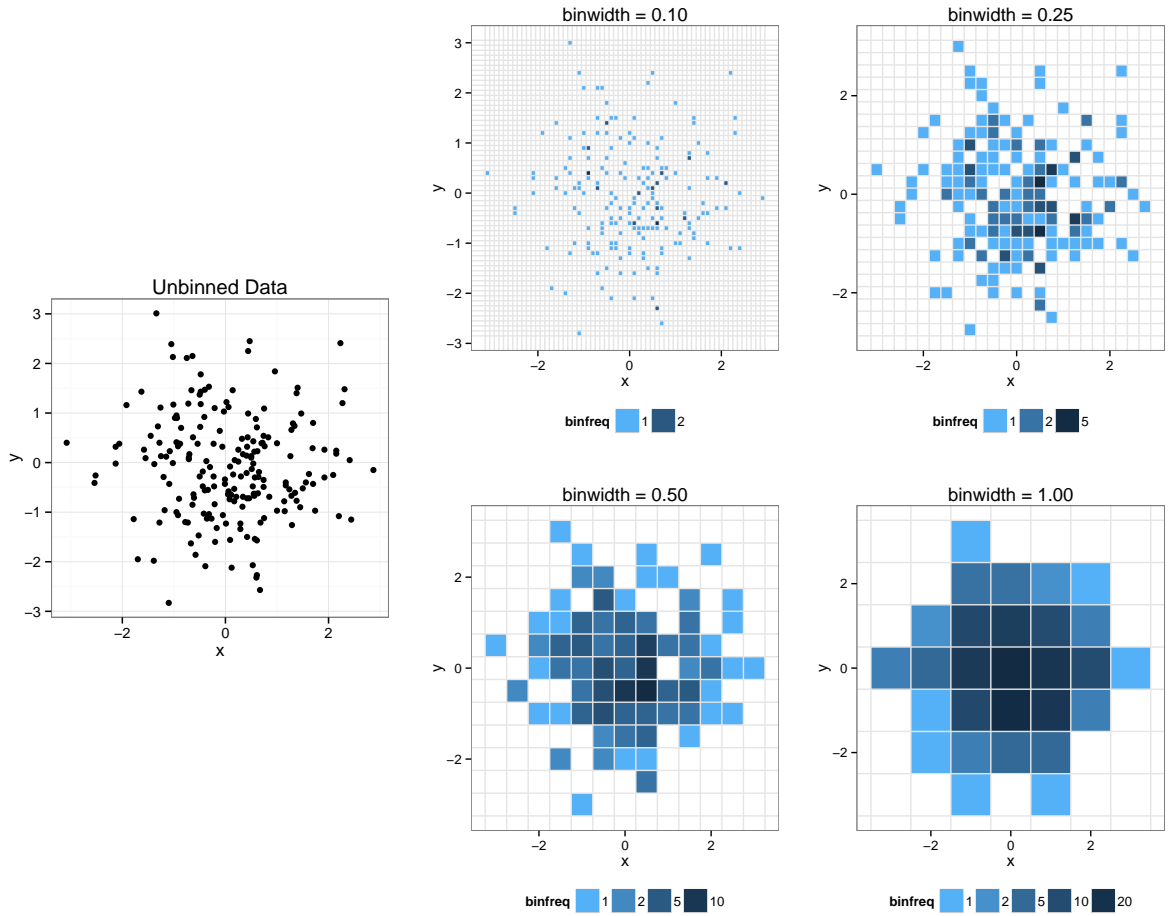 Unbinned Data
3
2
1
0
−1
−2
−3
y
−2 0 2
x
binwidth = 0.10
3
2
1
0
−1
−2
−3
y
−2 0 2
x
binfreq 1 2
binwidth = 0.25
2
0
−2
y
−2 0 2
x
binfreq 1 2 5
binwidth = 0.50
2
0
−2
y
−2 0 2
x
binfreq 1 2 5 10
binwidth = 1.00
2
0
−2
y
−2 0 2
x
binfreq 1 2 5 10 20